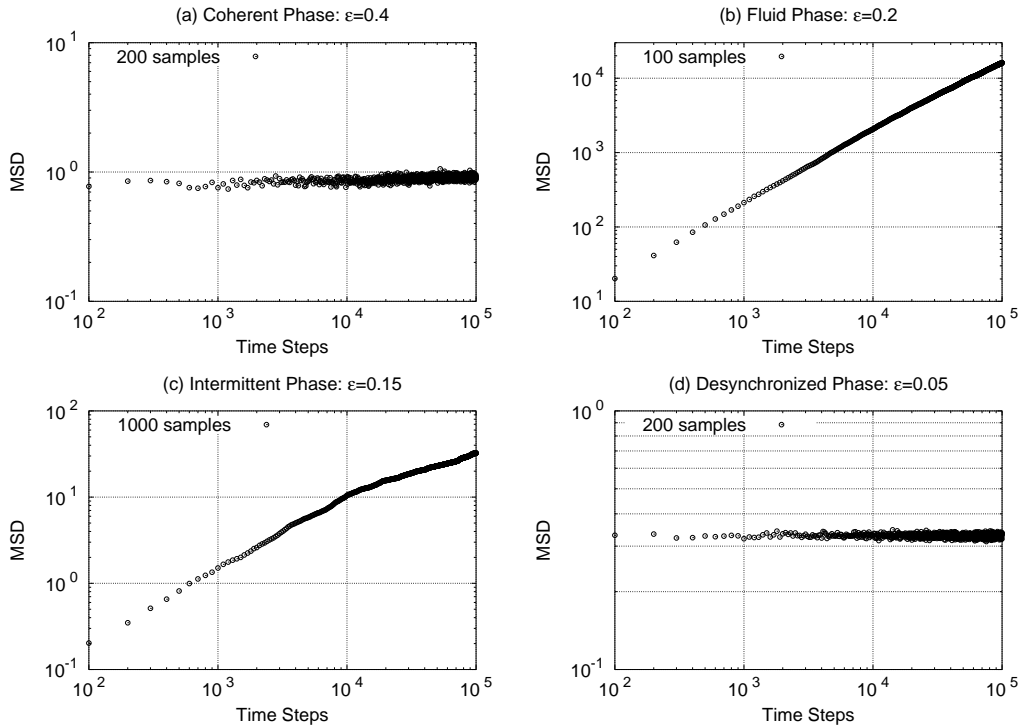 (a) Coherent Phase: ε=0.4
200 samples
MSD
10^1
10^0
10^-1
10^2
10^3
10^4
10^5
Time Steps
(b) Fluid Phase: ε=0.2
100 samples
MSD
10^4
10^3
10^2
10^1
10^2
10^3
10^4
10^5
Time Steps
(c) Intermittent Phase: ε=0.15
1000 samples
MSD
10^2
10^1
10^0
10^-1
10^2
10^3
10^4
10^5
Time Steps
(d) Desynchronized Phase: ε=0.05
200 samples
MSD
10^0
10^-1
10^2
10^3
10^4
10^5
Time Steps